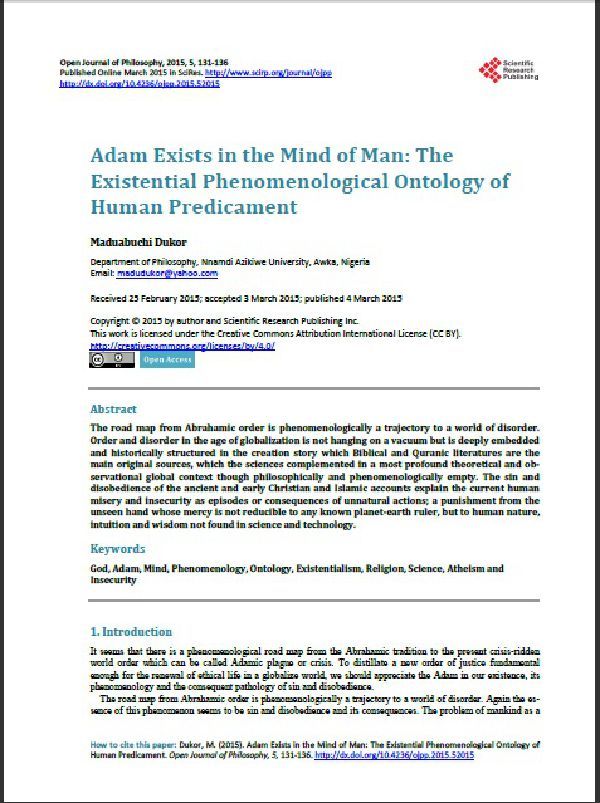 Open Journal of Philosophy, 2015, 5, 131-136
Published Online March 2015 in SciRes. http://www.scirp.org/journal/ojpp
http://dx.doi.org/10.4236/ojpp.2015.52015
Scientific
Research
Publishing
Adam Exists in the Mind of Man: The
Existential Phenomenological Ontology of
Human Predicament
Maduabuchi Dukor
Department of Philosophy, Nnamdi Azikiwe University, Awka, Nigeria
Email: madudukor@yahoo.com
Received 25 February 2015; accepted 3 March 2015; published 4 March 2015
Copyright © 2015 by author and Scientific Research Publishing Inc.
This work is licensed under the Creative Commons Attribution International License (CC BY).
http://creativecommons.org/licenses/by/4.0/
cc BY Open Access
Abstract
The road map from Abrahamic order is phenomenologically a trajectory to a world of disorder.
Order and disorder in the age of globalization is not hanging on a vacuum but is deeply embedded
and historically structured in the creation story which Biblical and Quranic literatures are the
main original sources, which the sciences complemented in a most profound theoretical and ob-
servational global context though philosophically and phenomenologically empty. The sin and
disobedience of the ancient and early Christian and Islamic accounts explain the current human
misery and insecurity as episodes or consequences of unnatural actions; a punishment from the
unseen hand whose mercy is not reducible to any known planet-earth ruler, but to human nature,
intuition and wisdom not found in science and technology.
Keywords
God, Adam, Mind, Phenomenology, Ontology, Existentialism, Religion, Science, Atheism and
Insecurity
1. Introduction
It seems that there is a phenomenological road map from the Abrahamic tradition to the present crisis-ridden
world order which can be called Adamic plague or crisis. To distillate a new order of justice fundamental
enough for the renewal of ethical life in a globalize world, we should appreciate the Adam in our existence, its
phenomenology and the consequent pathology of sin and disobedience.
The road map from Abrahamic order is phenomenologically a trajectory to a world of disorder. Again the es-
sence of this phenomenon seems to be sin and disobedience and its consequences. The problem of mankind as a
How to cite this paper: Dukor, M. (2015). Adam Exists in the Mind of Man: The Existential Phenomenological Ontology of
Human Predicament. Open Journal of Philosophy, 5, 131-136. http://dx.doi.org/10.4236/ojpp.2015.52015